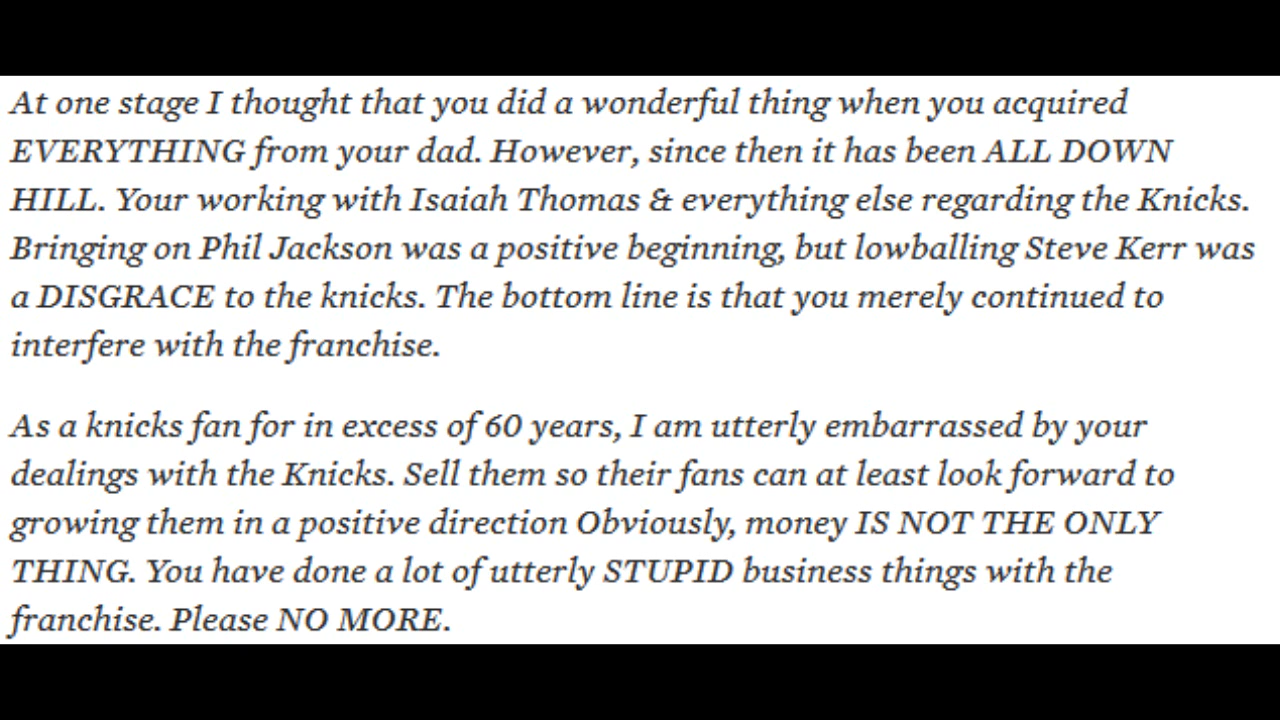 At one stage I thought that you did a wonderful thing when you acquired
EVERYTHING from your dad. However, since then it has been ALL DOWN
HILL. Your working with Isaiah Thomas & everything else regarding the Knicks.
Bringing on Phil Jackson was a positive beginning, but lowballing Steve Kerr was
a DISGRACE to the knicks. The bottom line is that you merely continued to
interfere with the franchise.
As a knicks fan for in excess of 60 years, I am utterly embarrassed by your
dealings with the Knicks. Sell them so their fans can at least look forward to
growing them in a positive direction Obviously, money IS NOT THE ONLY
THING. You have done a lot of utterly STUPID business things with the
franchise. Please NO MORE.